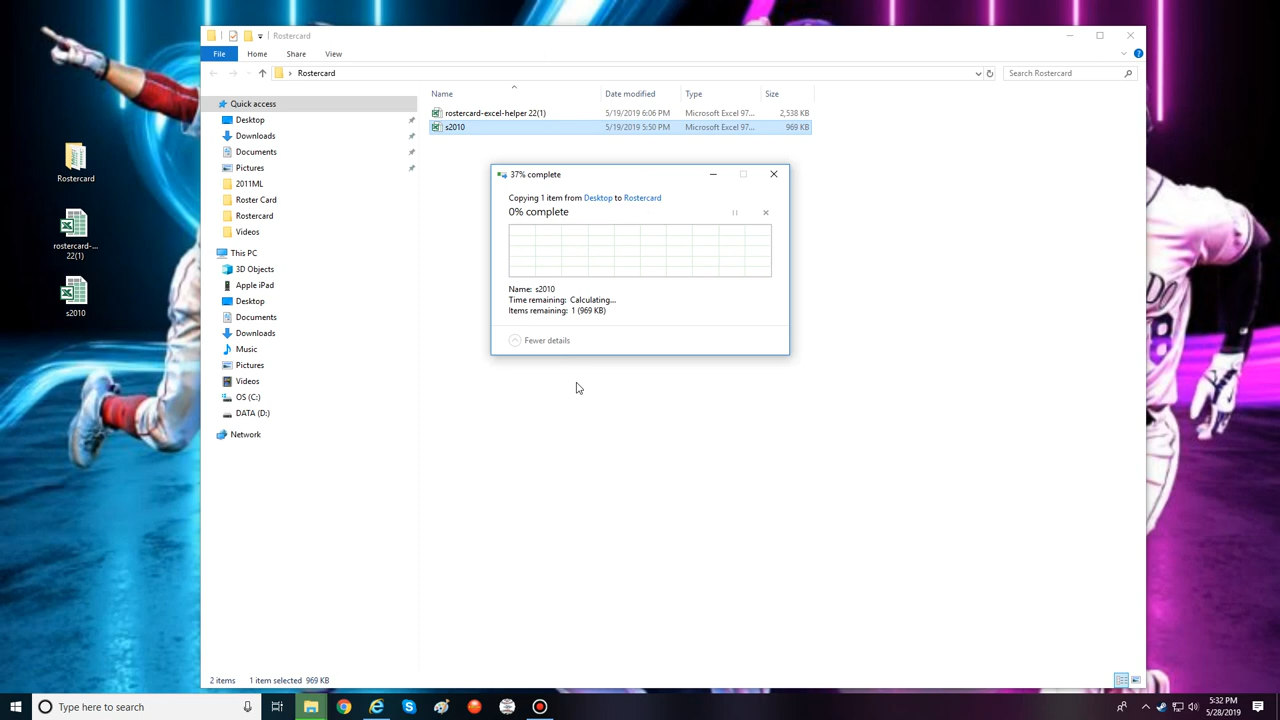 Rostercard
File Home Share View
Rostercard
Search Rostercard
Quick access
Desktop
Downloads
Documents
Pictures
2011ML
Roster Card
Rostercard
Videos
This PC
3D Objects
Apple iPad
Desktop
Documents
Downloads
Music
Pictures
Videos
OS (C:)
DATA (D:)
Network
Name Date modified Type Size
rostercard-excel-helper 22(1) 5/19/2019 6:06 PM Microsoft Excel 97... 2,538 KB
s2010 5/19/2019 5:50 PM Microsoft Excel 97... 969 KB
37% complete
Copying 1 item from Desktop to Rostercard
0% complete
Name: s2010
Time remaining: Calculating...
Items remaining: 1 (969 KB)
Fewer details
Rostercard
rostercard-...
22(1)
s2010
2 items 1 item selected 969 KB
Type here to search
5:32 PM
5/28/2019